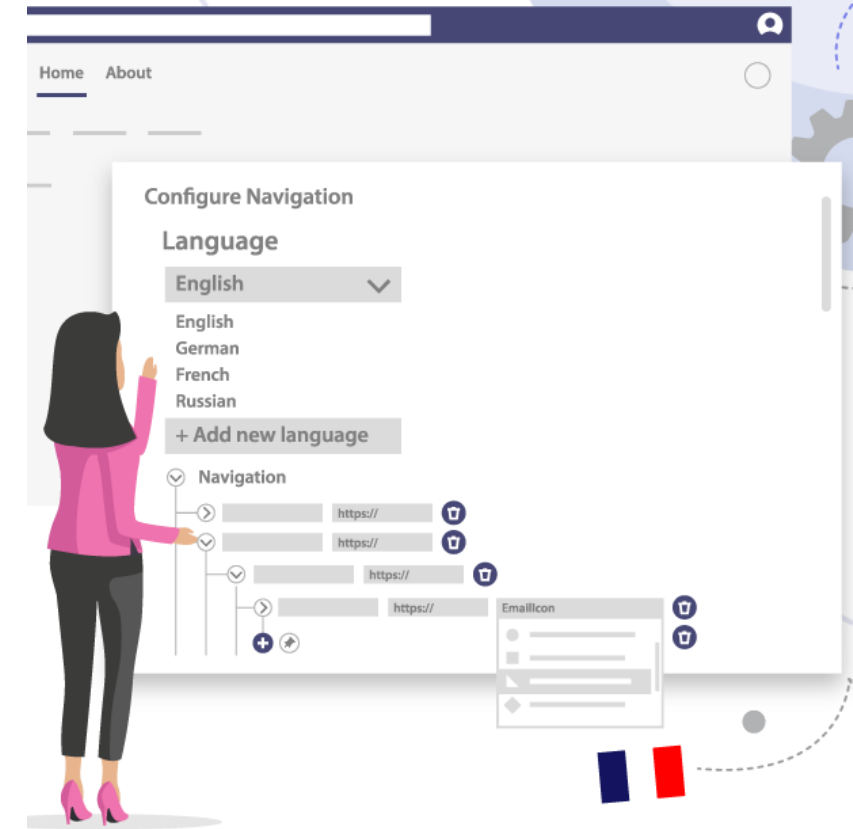 Home About
Configure Navigation
Language
English
English
German
French
Russian
+ Add new language
Navigation
https://
https://
https://
https:// EmailIcon